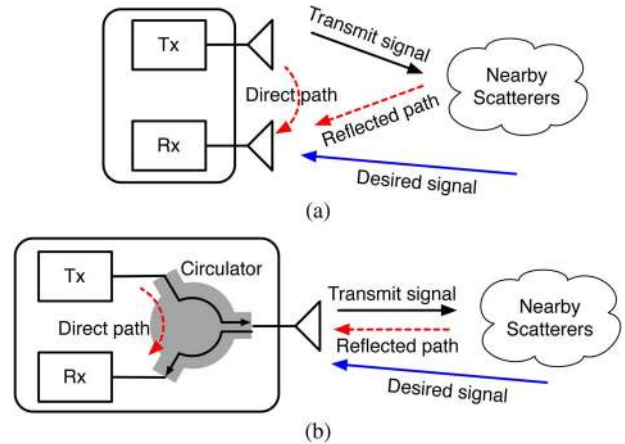 Tx
Transmit signal
Nearby
Scatterers
Direct path
Reflected path
Rx
Desired signal
(a)
Tx
Circulator
Transmit signal
Nearby
Scatterers
Direct path
Reflected path
Rx
Desired signal
(b)